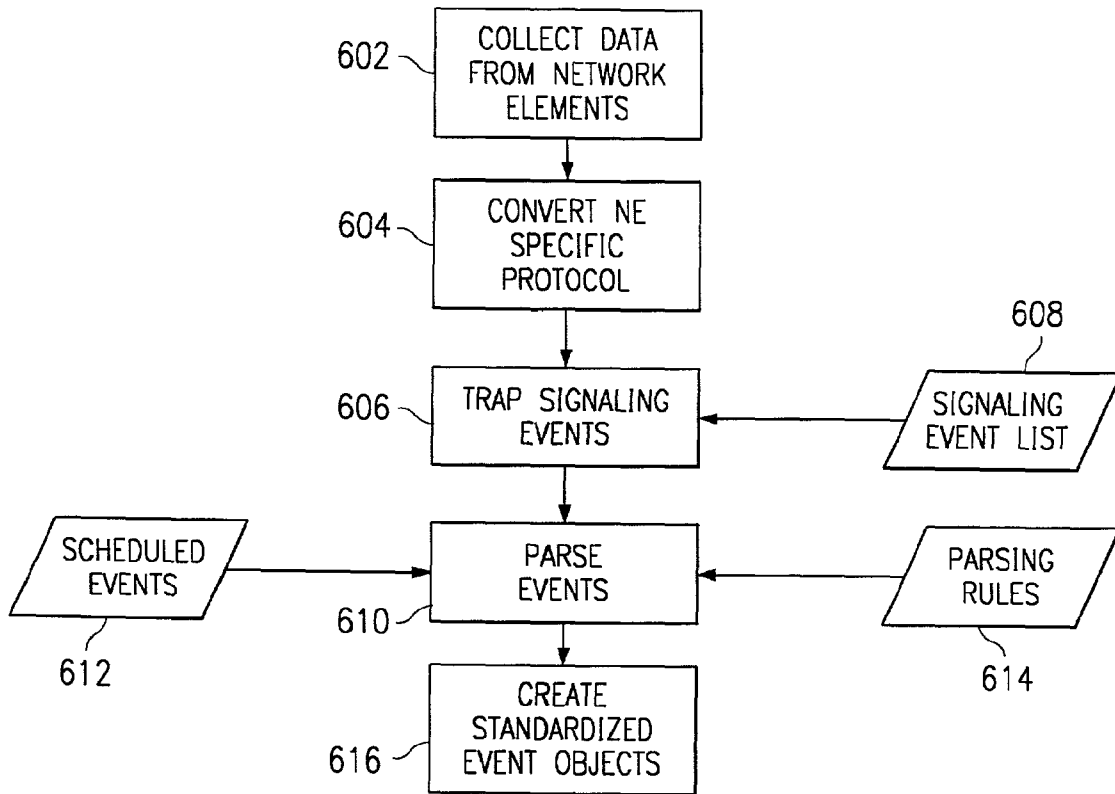 602
COLLECT DATA
FROM NETWORK
ELEMENTS
604
CONVERT NE
SPECIFIC
PROTOCOL
606
TRAP SIGNALING
EVENTS
608
SIGNALING
EVENT LIST
SCHEDULED
EVENTS
612
PARSE
EVENTS
610
PARSING
RULES
614
CREATE
STANDARDIZED
EVENT OBJECTS
616